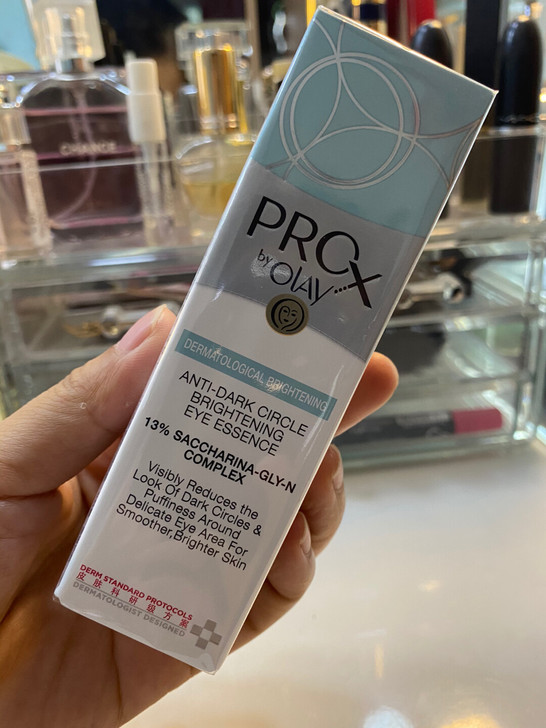 CHANCE
PROX
by OLAY
DERMATOLOGICAL BRIGHTENING
ANTI-DARK CIRCLE
BRIGHTENING
EYE ESSENCE
13% SACCHARINA-GLY-N
COMPLEX
Visibly Reduces the
Look Of Dark Circles &
Puffiness Around
Delicate Eye Area For
Smoother,Brighter Skin
DERM STANDARD PROTOCOLS
皮肤科研级方案
DERMATOLOGIST DESIGNED